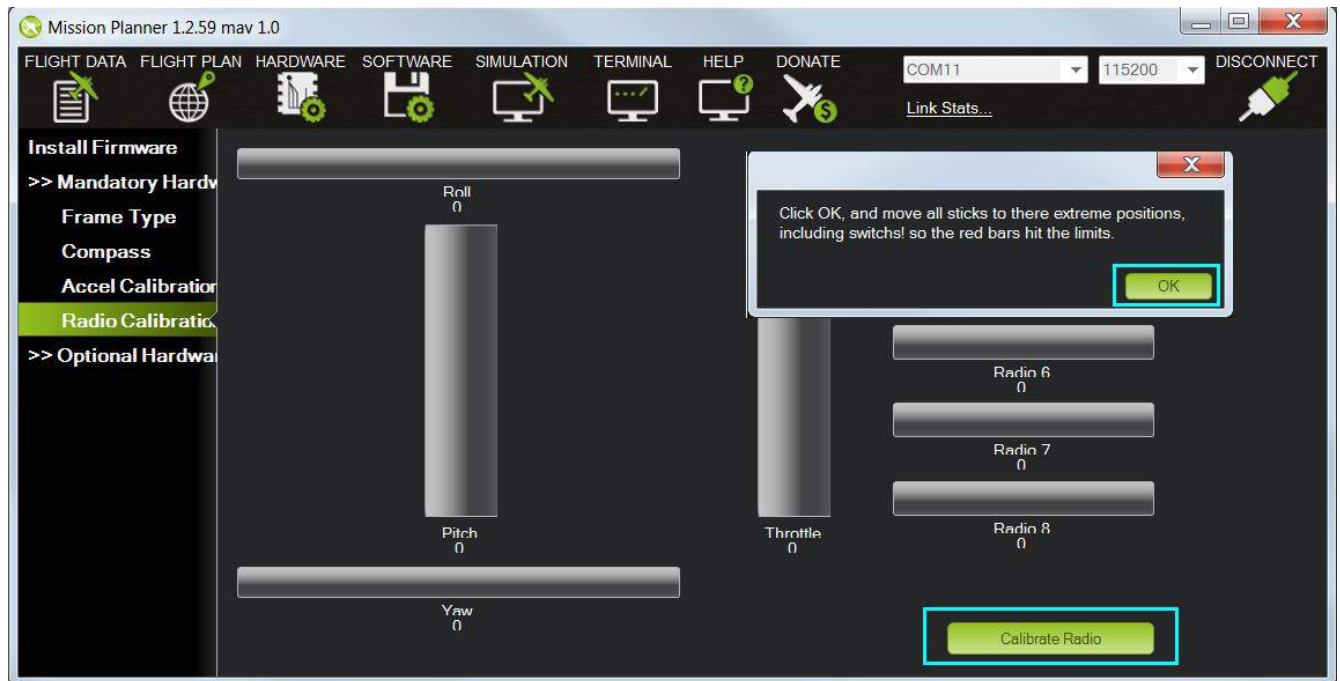 Mission Planner 1.2.59 mav 1.0
FLIGHT DATA FLIGHT PLAN HARDWARE SOFTWARE SIMULATION TERMINAL HELP DONATE COM11 115200 DISCONNECT
Link Stats...
Install Firmware
>> Mandatory Hardw
Frame Type
Compass
Accel Calibration
Radio Calibratio
>> Optional Hardwa
Roll
0
Pitch
0
Yaw
0
Throttle
0
Click OK, and move all sticks to there extreme positions,
including switchs! so the red bars hit the limits.
OK
Radio 6
0
Radio 7
0
Radio 8
0
Calibrate Radio